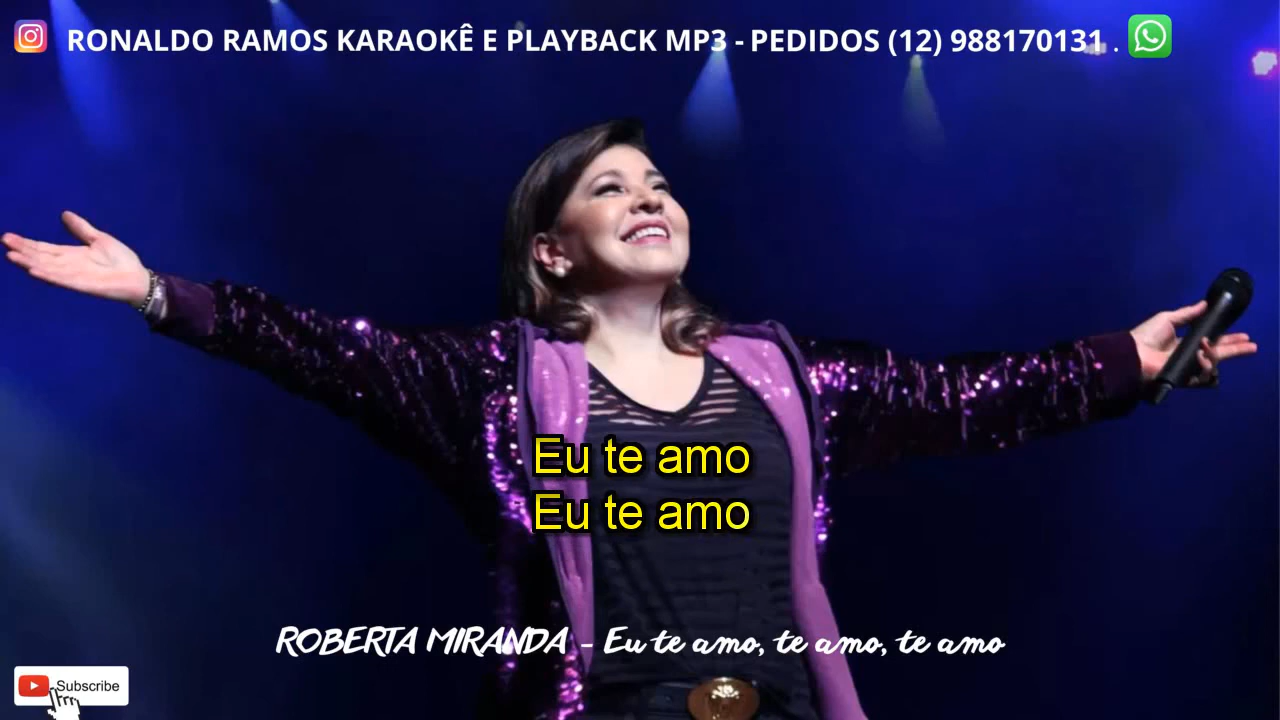 RONALDO RAMOS KARAOKÊ E PLAYBACK MP3 - PEDIDOS (12) 988170131 .
Eu te amo
Eu te amo
ROBERTA MIRANDA - Eu te amo, te amo, te amo
Subscribe